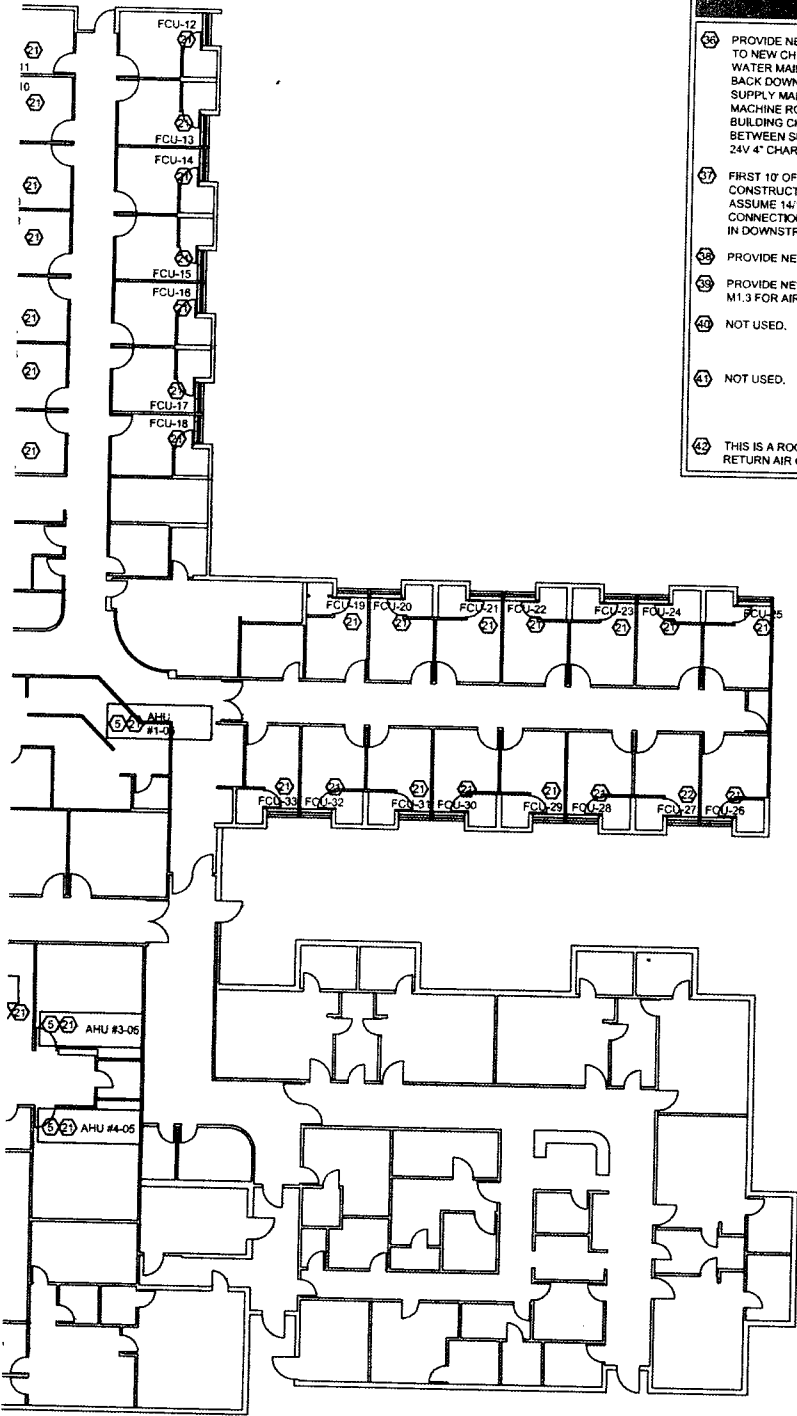 FCU-12
21
21
11
10
21
21
FCU-13
FCU-14
21
21
21
21
FCU-15
FCU-16
21
21
21
21
FCU-17
FCU-18
21
21
36 PROVIDE NE
TO NEW CH
WATER MAI
BACK DOWN
SUPPLY MA
MACHINE RO
BUILDING C
BETWEEN S
24V 4" CHAR
37 FIRST 10' OF
CONSTRUCT
ASSUME 14/
CONNECTIO
IN DOWNSTR
38 PROVIDE NE
39 PROVIDE NE
M1.3 FOR AIR
40 NOT USED.
41 NOT USED.
42 THIS IS A ROO
RETURN AIR
FCU-19 FCU-20 FCU-21 FCU-22 FCU-23 FCU-24 FCU-25
21 21 21 21 21 21 21
5 21 AHU
#1-05
21 21 21 21 21 21 22 21
FCU-33 FCU-32 FCU-31 FCU-30 FCU-29 FCU-28 FCU-27 FCU-26
21
5 21 AHU #3-05
5 21 AHU #4-05